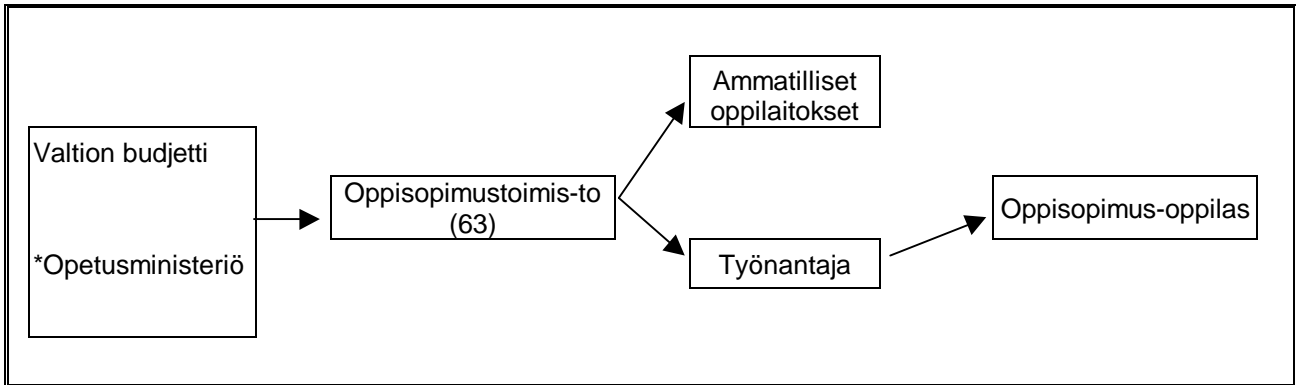 Valtion budjetti
*Opetusministeriö
Oppisopimustoimis-to
(63)
Ammatilliset
oppilaitokset
Työnantaja
Oppisopimus-oppilas